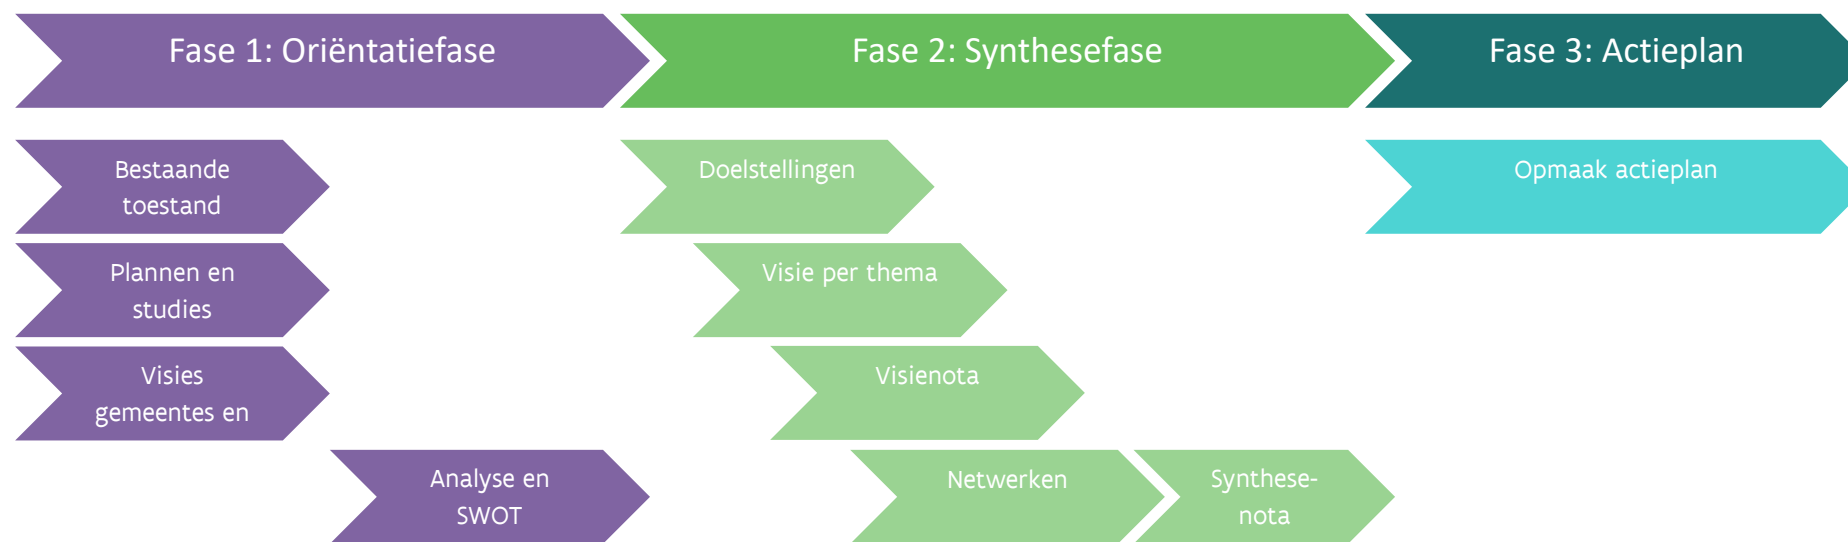 Fase 1: Oriëntatiefase
Fase 2: Synthesefase
Fase 3: Actieplan
Bestaande
toestand
Doelstellingen
Opmaak actieplan
Plannen en
studies
Visie per thema
Visies
gemeentes en
Visienota
Analyse en
SWOT
Netwerken
Synthese-
nota